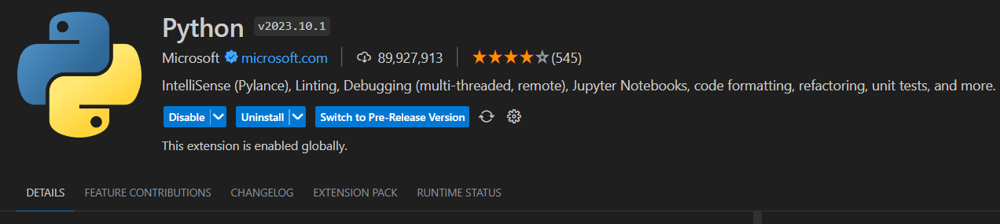 Python v2023.10.1
Microsoft microsoft.com 89,927,913 (545)
IntelliSense (Pylance), Linting, Debugging (multi-threaded, remote), Jupyter Notebooks, code formatting, refactoring, unit tests, and more.
Disable Uninstall Switch to Pre-Release Version
This extension is enabled globally.
DETAILS FEATURE CONTRIBUTIONS CHANGELOG EXTENSION PACK RUNTIME STATUS